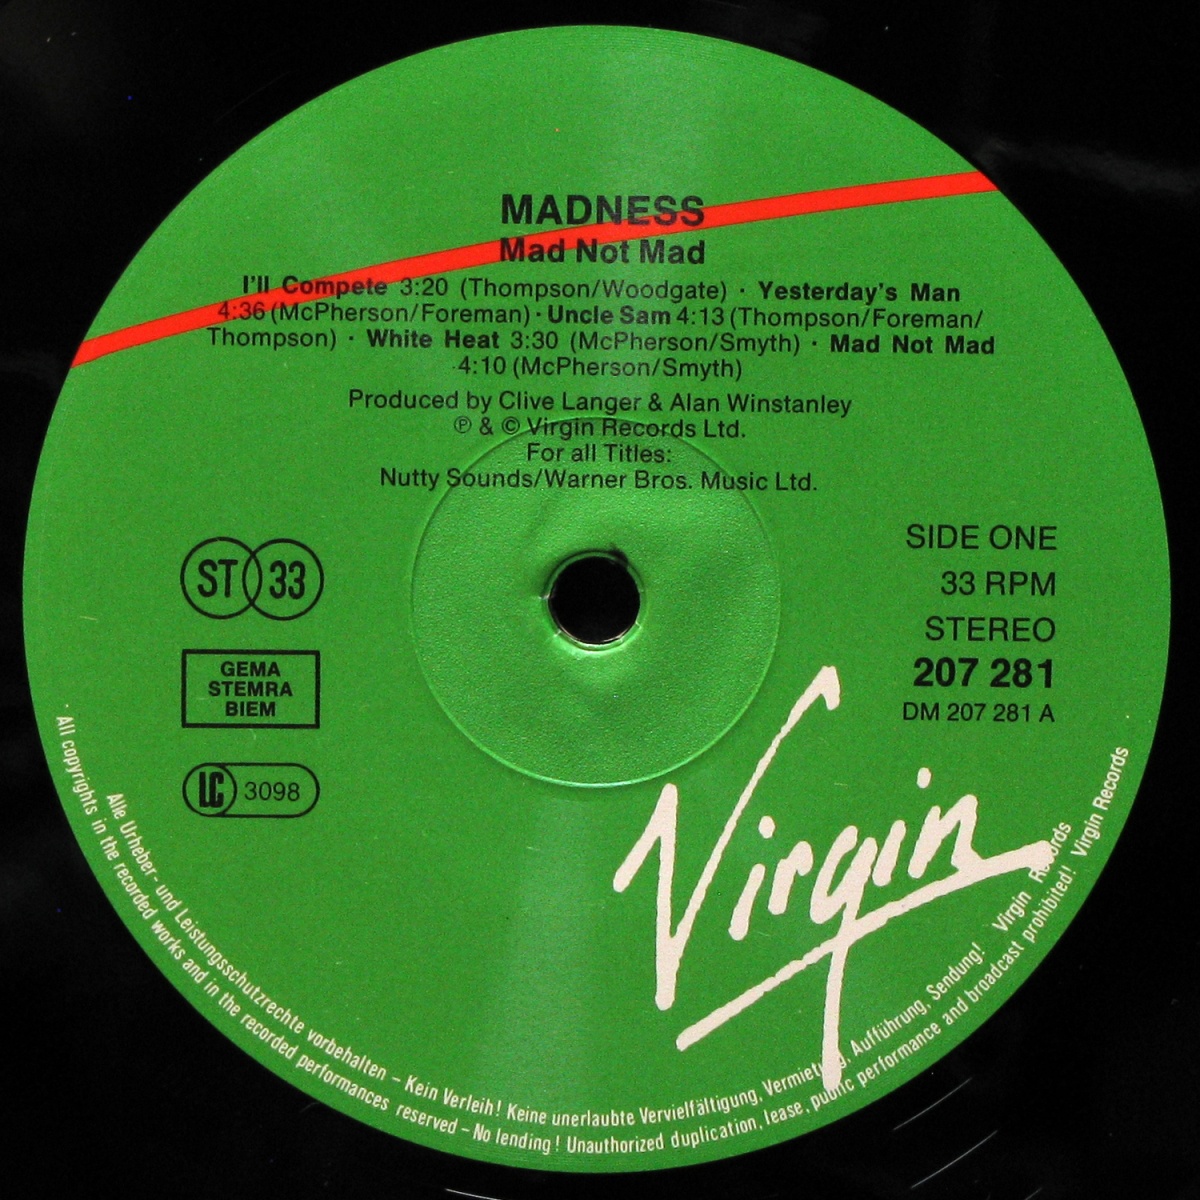 MADNESS
Mad Not Mad
I'll Compete 3:20 (Thompson/Woodgate) · Yesterday's Man
4:36 (McPherson/Foreman) · Uncle Sam 4:13 (Thompson/Foreman/
Thompson) · White Heat 3:30 (McPherson/Smyth) · Mad Not Mad
4:10 (McPherson/Smyth)
Produced by Clive Langer & Alan Winstanley
℗ & © Virgin Records Ltd.
For all Titles:
Nutty Sounds/Warner Bros. Music Ltd.
ST 33
GEMA
STEMRA
BIEM
LC 3098
SIDE ONE
33 RPM
STEREO
207 281
DM 207 281 A
Virgin
Alle Urheber- und Leistungsschutzrechte vorbehalten – Kein Verleih! Keine unerlaubte Vervielfältigung, Vermietung, Aufführung, Sendung! Virgin Records
· All copyrights in the recorded works and in the recorded performances reserved – No lending! Unauthorized duplication, lease, public performance and broadcast prohibited! Virgin Records